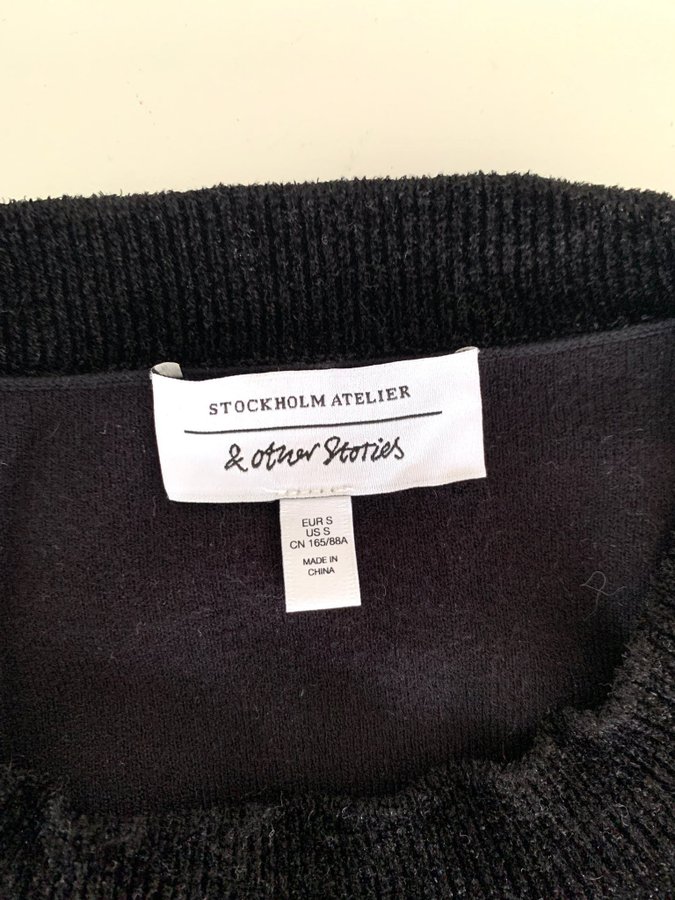 STOCKHOLM ATELIER
& other Stories
EUR S
US S
CN 165/88A
MADE IN
CHINA